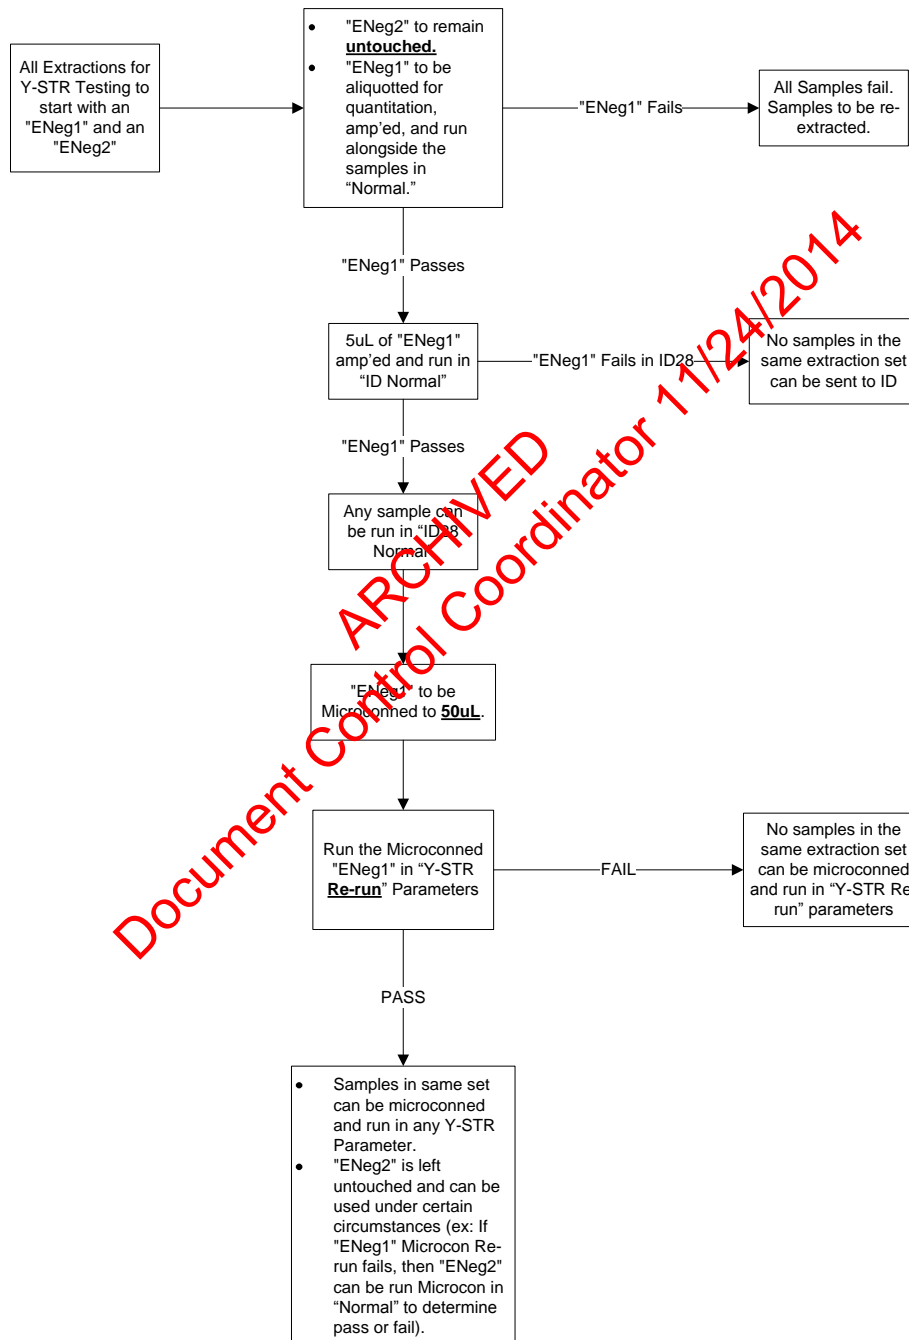 All Extractions for
Y-STR Testing to
start with an
"ENeg1" and an
"ENeg2"
• "ENeg2" to remain
untouched.
• "ENeg1" to be
aliquotted for
quantitation,
amp'ed, and run
alongside the
samples in
“Normal.”
"ENeg1" Fails
All Samples fail.
Samples to be re-
extracted.
"ENeg1" Passes
5uL of "ENeg1"
amp'ed and run in
“ID Normal”
"ENeg1" Fails in ID28
No samples in the
same extraction set
can be sent to ID
"ENeg1" Passes
Any sample can
be run in “ID28
Normal
"ENeg1" to be
Microconned to 50uL.
Run the Microconned
"ENeg1" in “Y-STR
Re-run” Parameters
FAIL
No samples in the
same extraction set
can be microconned
and run in “Y-STR Re-
run” parameters
PASS
• Samples in same set
can be microconned
and run in any Y-STR
Parameter.
• "ENeg2" is left
untouched and can be
used under certain
circumstances (ex: If
"ENeg1" Microcon Re-
run fails, then "ENeg2"
can be run Microcon in
“Normal” to determine
pass or fail).
ARCHIVED
Document Control Coordinator 11/24/2014